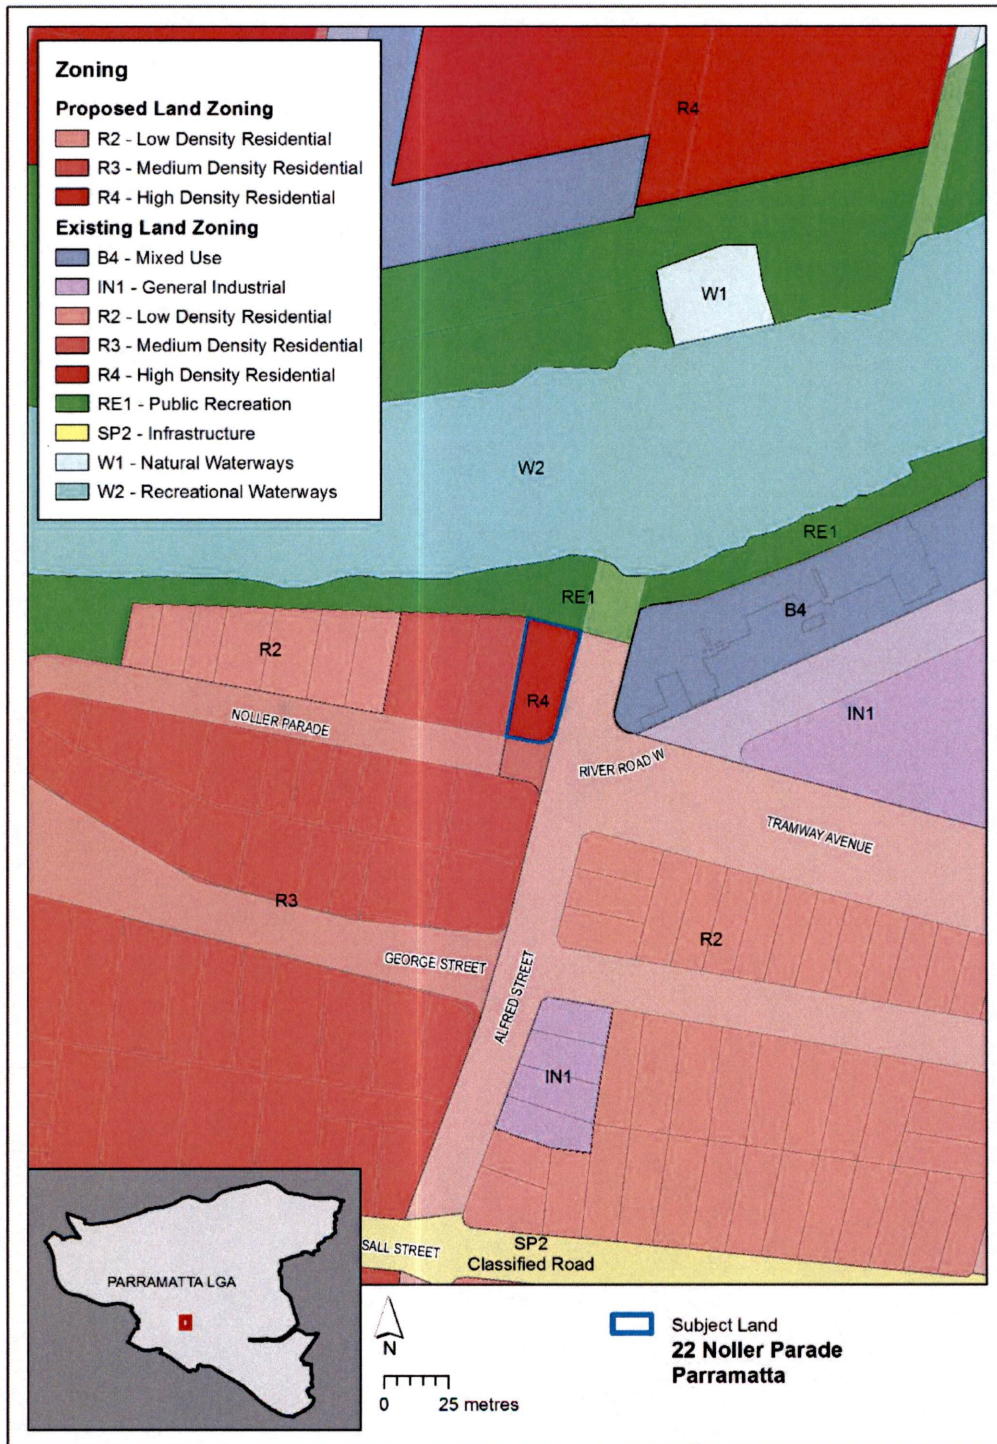 Zoning
Proposed Land Zoning
R2 - Low Density Residential
R3 - Medium Density Residential
R4 - High Density Residential
Existing Land Zoning
B4 - Mixed Use
IN1 - General Industrial
R2 - Low Density Residential
R3 - Medium Density Residential
R4 - High Density Residential
RE1 - Public Recreation
SP2 - Infrastructure
W1 - Natural Waterways
W2 - Recreational Waterways
R4
W1
W2
RE1
RE1
B4
R2
R4
IN1
NOLLER PARADE
RIVER ROAD W
TRAMWAY AVENUE
R3
R2
GEORGE STREET
ALFRED STREET
IN1
SALL STREET
SP2
Classified Road
PARRAMATTA LGA
N
0 25 metres
Subject Land
22 Noller Parade
Parramatta